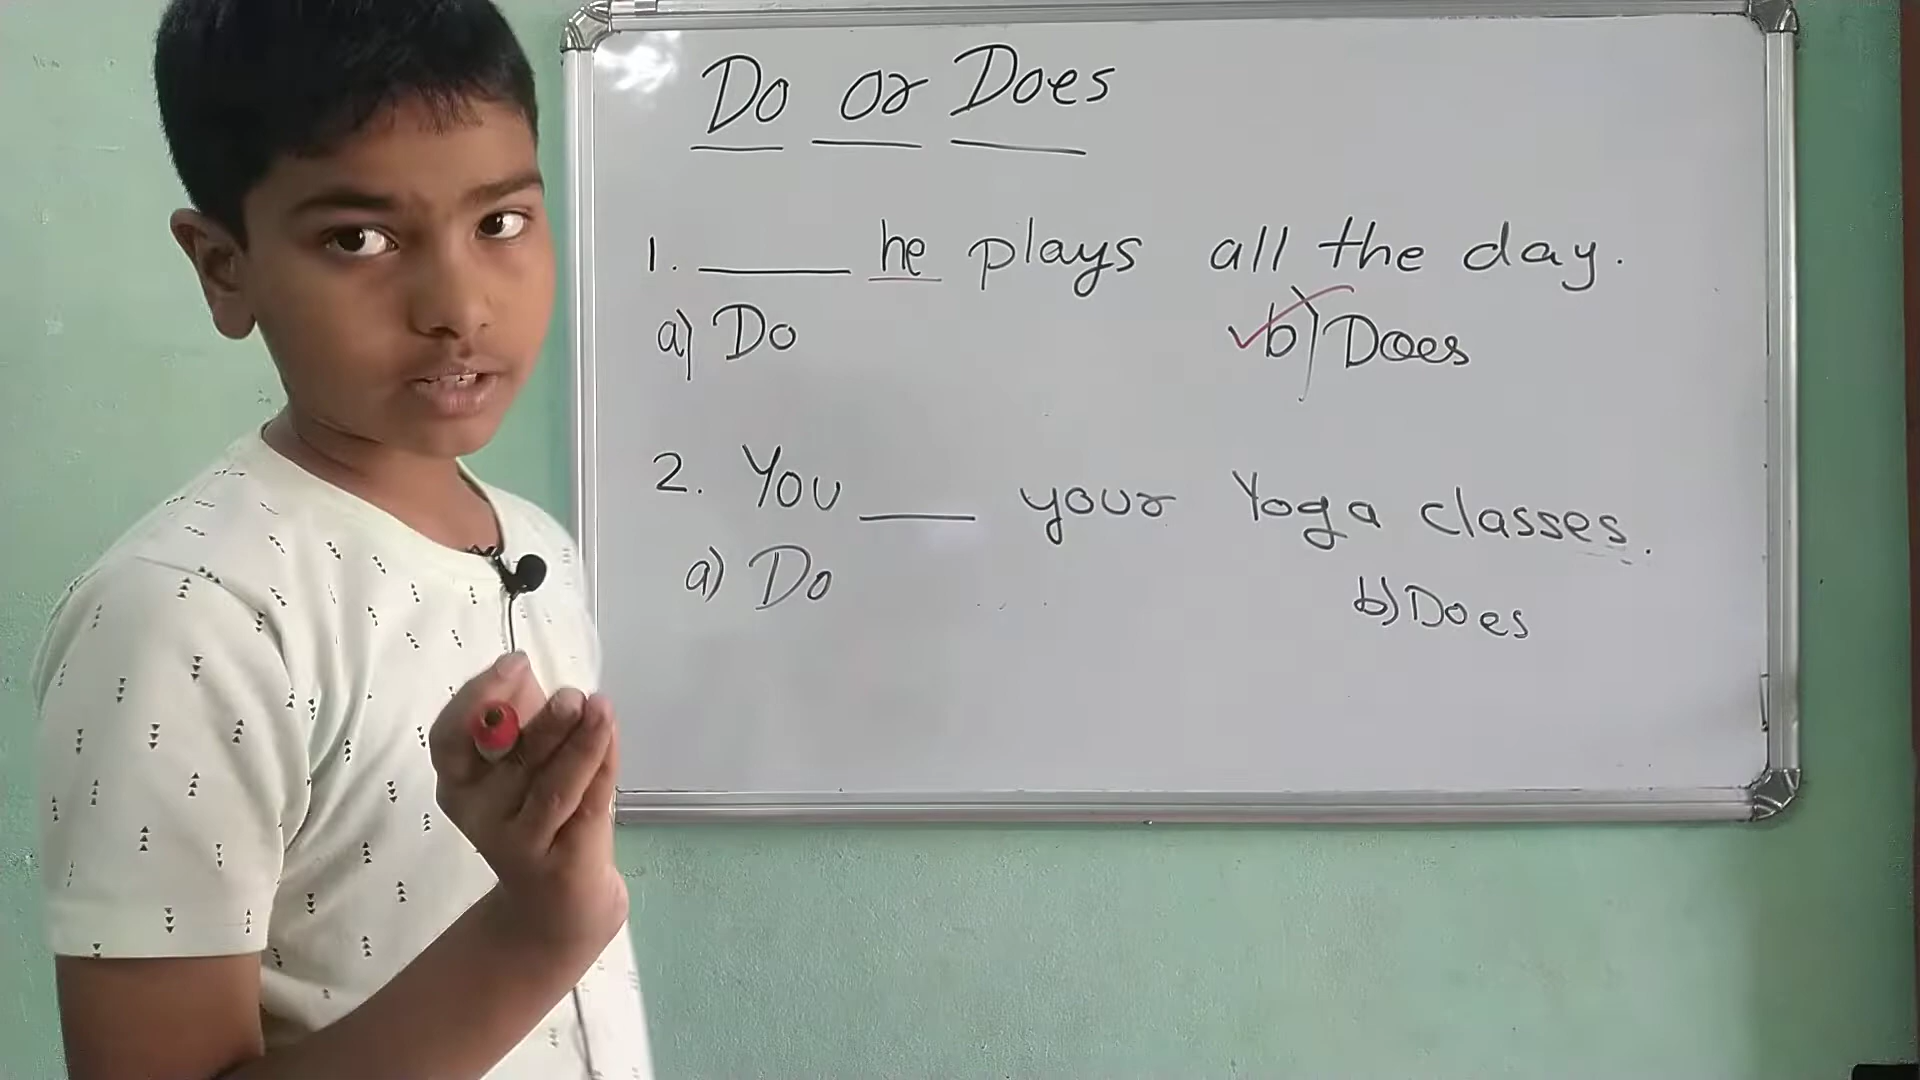 Do or Does
1. ____ he plays all the day.
a) Do b) Does
2. You ____ your Yoga classes.
a) Do b) Does